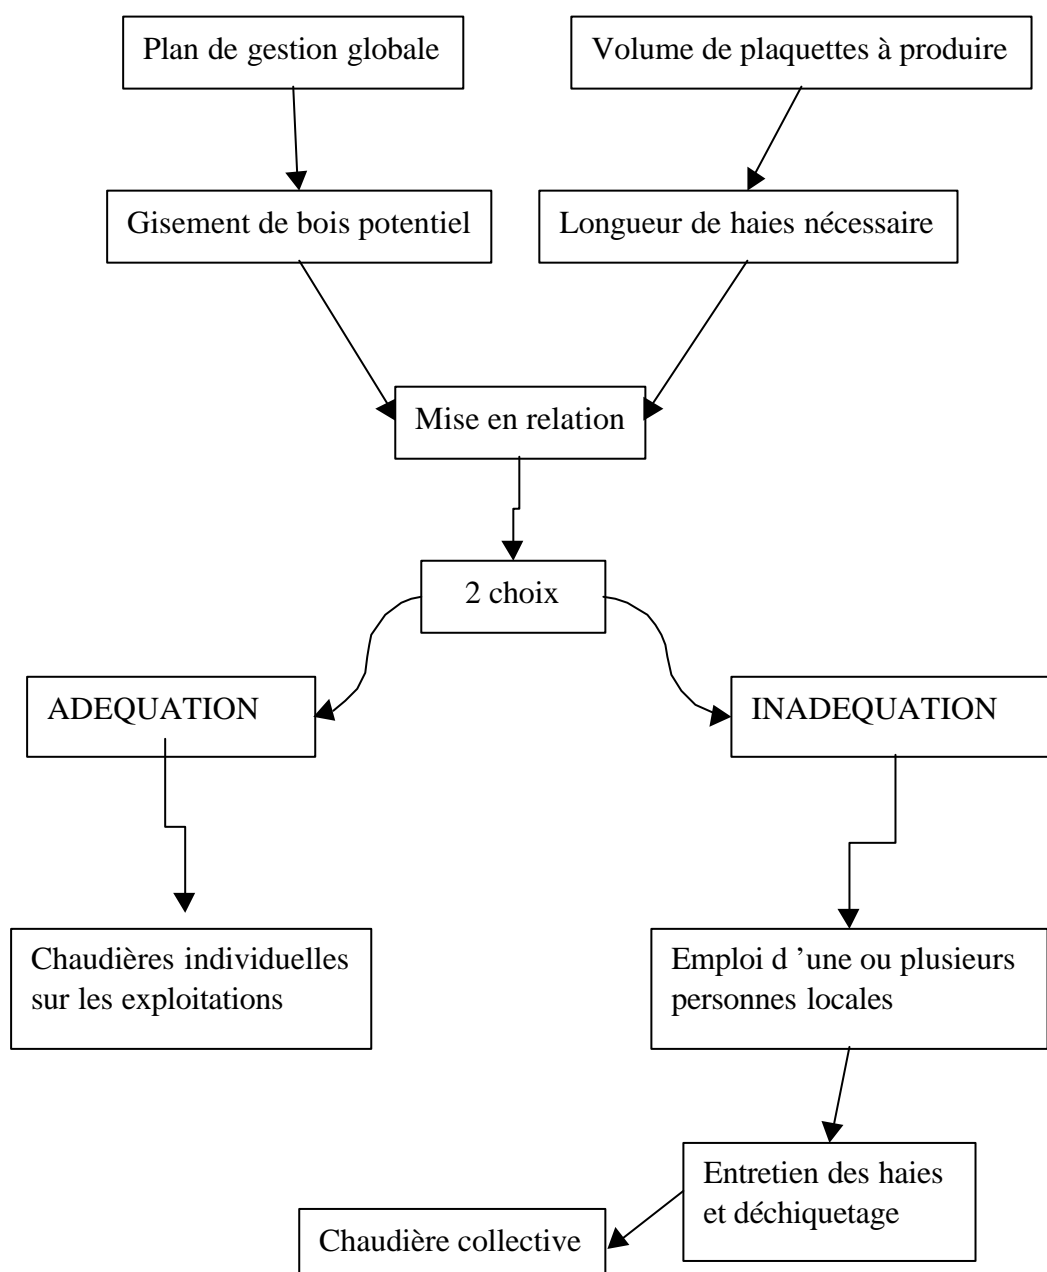 Plan de gestion globale
Volume de plaquettes à produire
Gisement de bois potentiel
Longueur de haies nécessaire
Mise en relation
2 choix
ADEQUATION
INADEQUATION
Chaudières individuelles
sur les exploitations
Emploi d ’une ou plusieurs
personnes locales
Entretien des haies
et déchiquetage
Chaudière collective